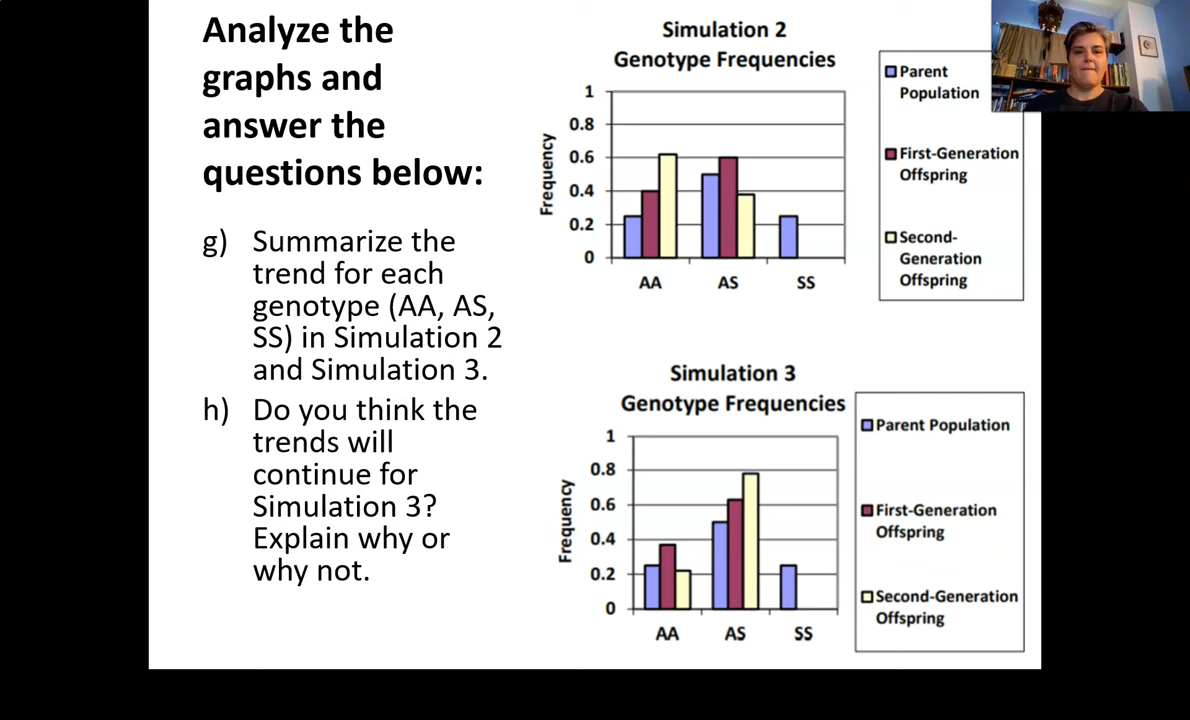 Analyze the
graphs and
answer the
questions below:
g) Summarize the
trend for each
genotype (AA, AS,
SS) in Simulation 2
and Simulation 3.
h) Do you think the
trends will
continue for
Simulation 3?
Explain why or
why not.
Simulation 2
Genotype Frequencies
Frequency
1
0.8
0.6
0.4
0.2
0
AA AS SS
Parent
Population
First-Generation
Offspring
Second-
Generation
Offspring
Simulation 3
Genotype Frequencies
Frequency
1
0.8
0.6
0.4
0.2
0
AA AS SS
Parent Population
First-Generation
Offspring
Second-Generation
Offspring